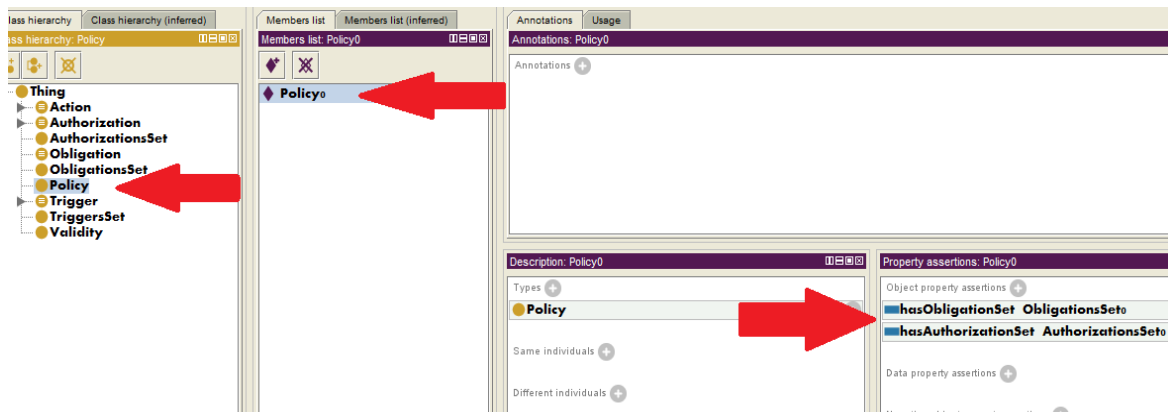 lass hierarchy Class hierarchy (inferred)
ass hierarchy: Policy
Thing
Action
Authorization
AuthorizationsSet
Obligation
ObligationsSet
Policy
Trigger
TriggersSet
Validity
Members list Members list (inferred)
Members list: Policy0
Policy0
Annotations Usage
Annotations: Policy0
Annotations
Description: Policy0
Types
Policy
Same individuals
Different individuals
Property assertions: Policy0
Object property assertions
hasObligationSet ObligationsSet0
hasAuthorizationSet AuthorizationsSet0
Data property assertions